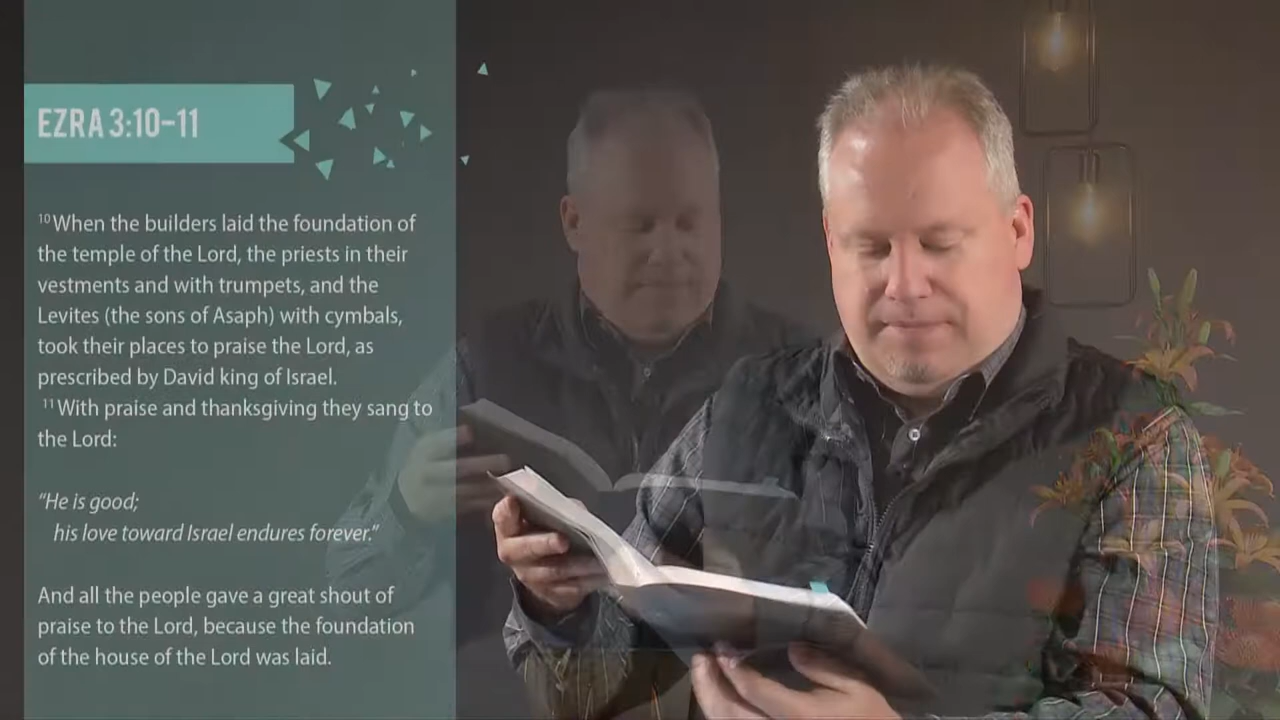 EZRA 3:10–11
¹⁰When the builders laid the foundation of
the temple of the Lord, the priests in their
vestments and with trumpets, and the
Levites (the sons of Asaph) with cymbals,
took their places to praise the Lord, as
prescribed by David king of Israel.
¹¹With praise and thanksgiving they sang to
the Lord:
“He is good;
his love toward Israel endures forever.”
And all the people gave a great shout of
praise to the Lord, because the foundation
of the house of the Lord was laid.